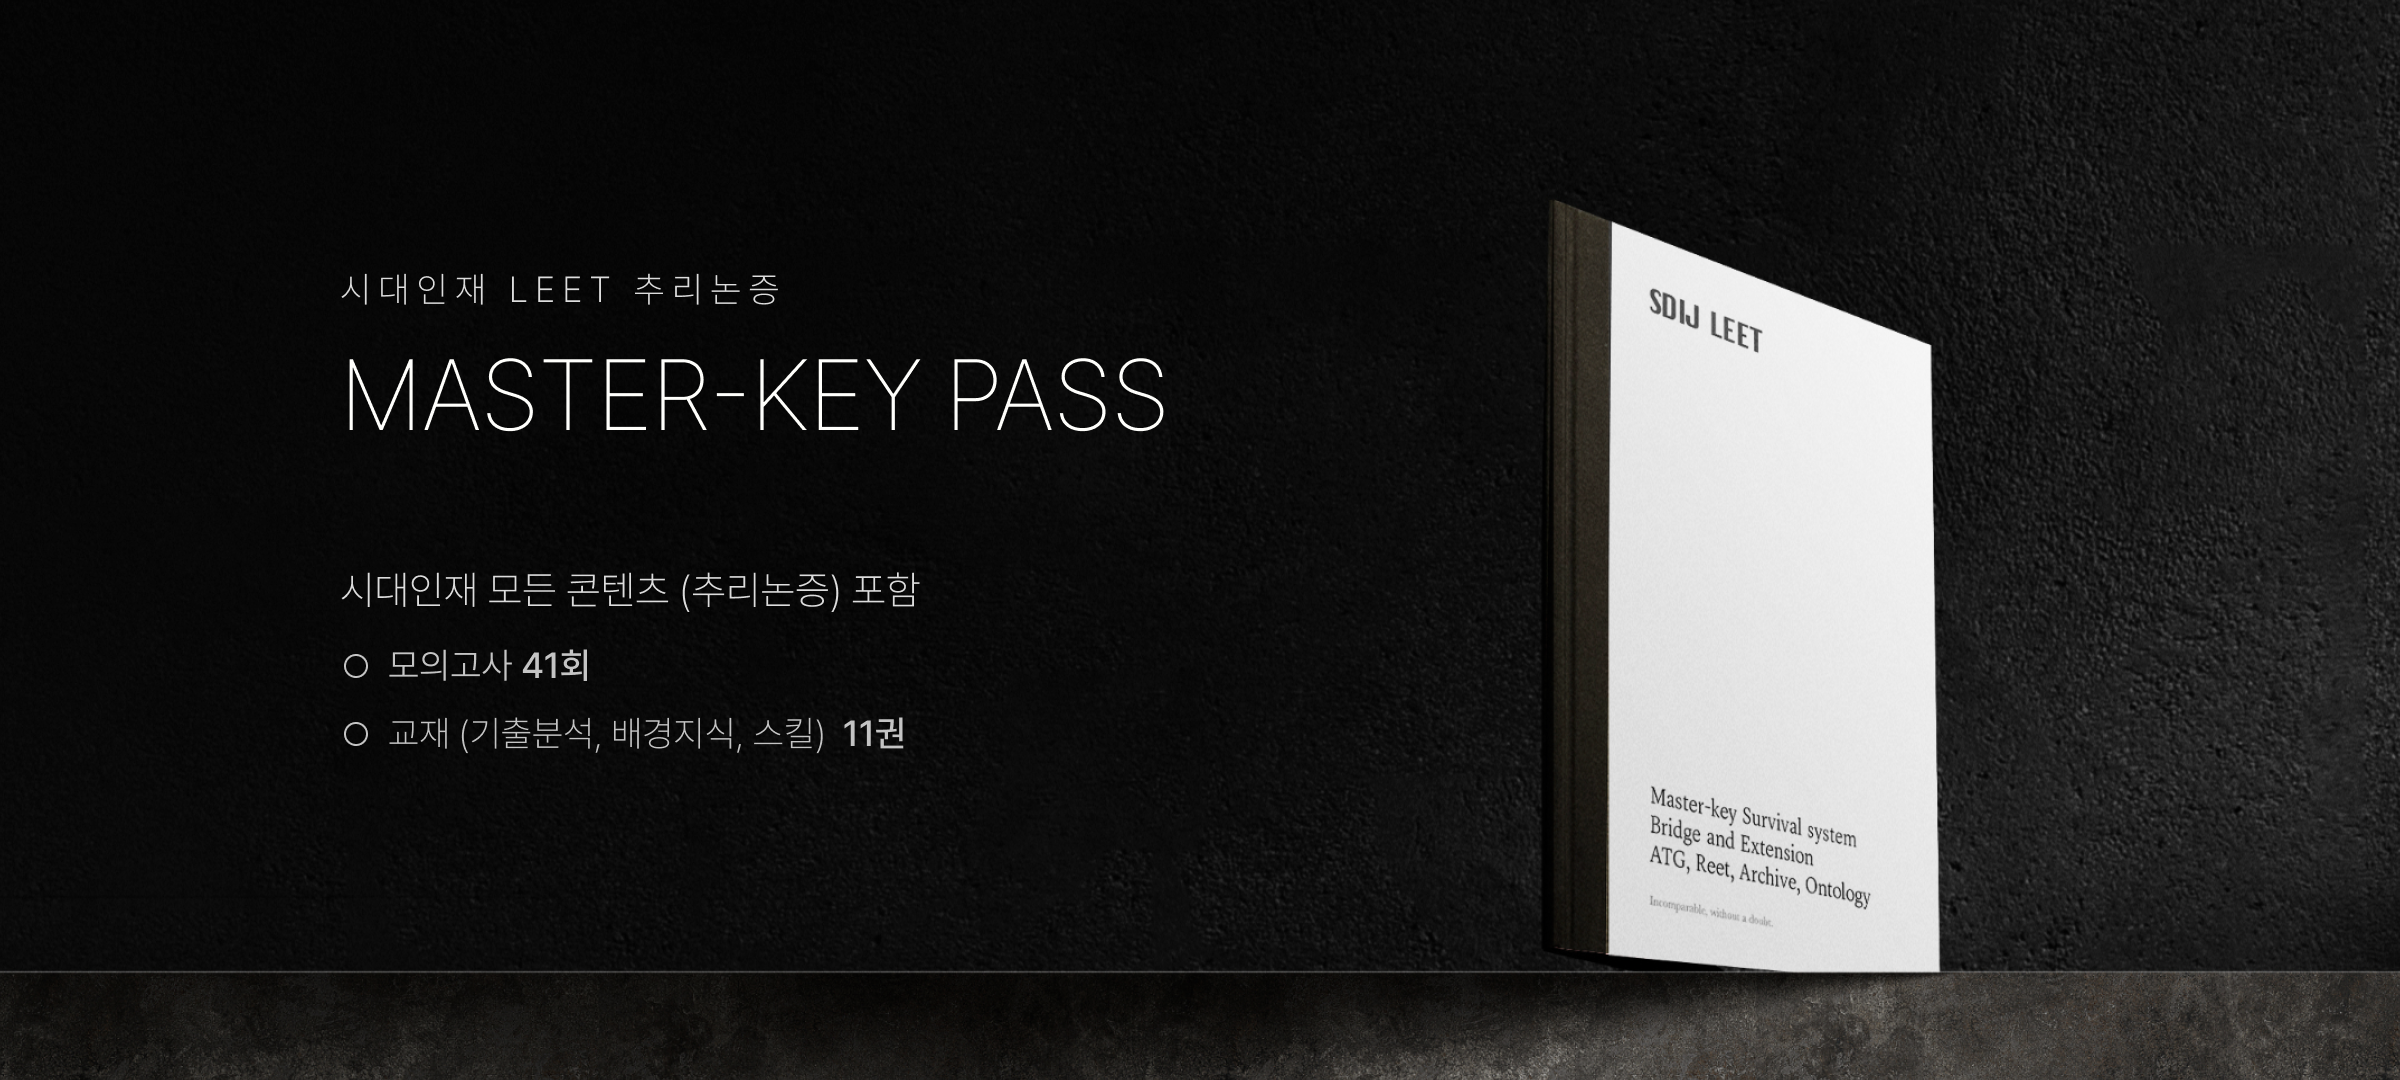 시대인재 LEET 추리논증
MASTER-KEY PASS
시대인재 모든 콘텐츠 (추리논증) 포함
○ 모의고사 41회
○ 교재 (기출분석, 배경지식, 스킬) 11권
SDIJ LEET
Master-key Survival system
Bridge and Extension
ATG, Reet, Archive, Ontology
Incomparable, without a doubt.